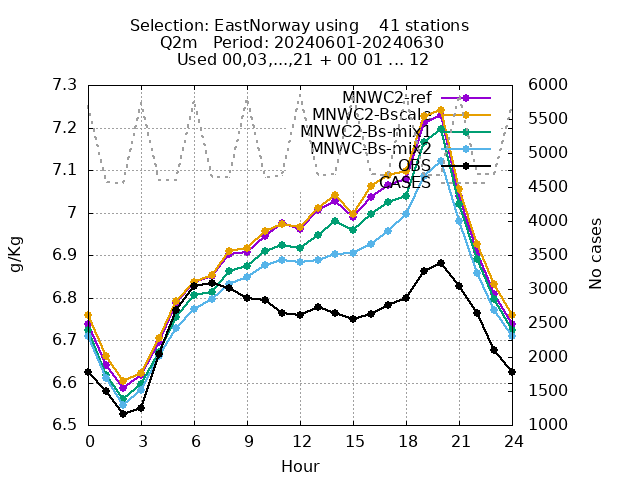 Selection: EastNorway using    41 stations
Q2m   Period: 20240601-20240630
Used 00,03,...,21 + 00 01 ... 12
7.3
7.2
7.1
7
6.9
6.8
6.7
6.6
6.5
g/Kg
MNWC2-ref
MNWC2-Bscale
MNWC2-Bs-mix1
MNWC2-Bs-mix2
OBS
CASES
6000
5500
5000
4500
4000
3500
3000
2500
2000
1500
1000
No cases
0 3 6 9 12 15 18 21 24
Hour